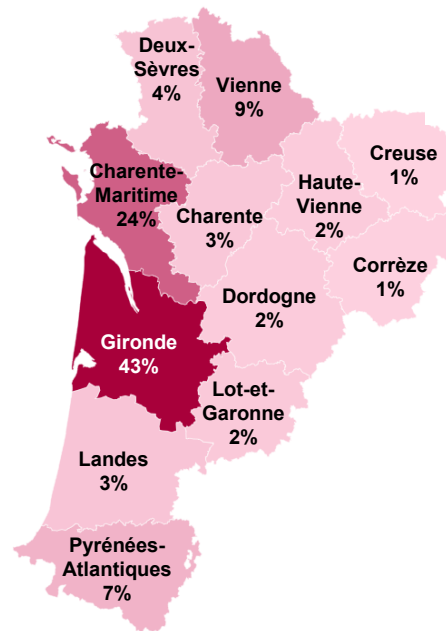 Deux-
Sèvres
4%
Vienne
9%
Charente-
Maritime
24%
Charente
3%
Haute-
Vienne
2%
Creuse
1%
Corrèze
1%
Dordogne
2%
Gironde
43%
Lot-et-
Garonne
2%
Landes
3%
Pyrénées-
Atlantiques
7%